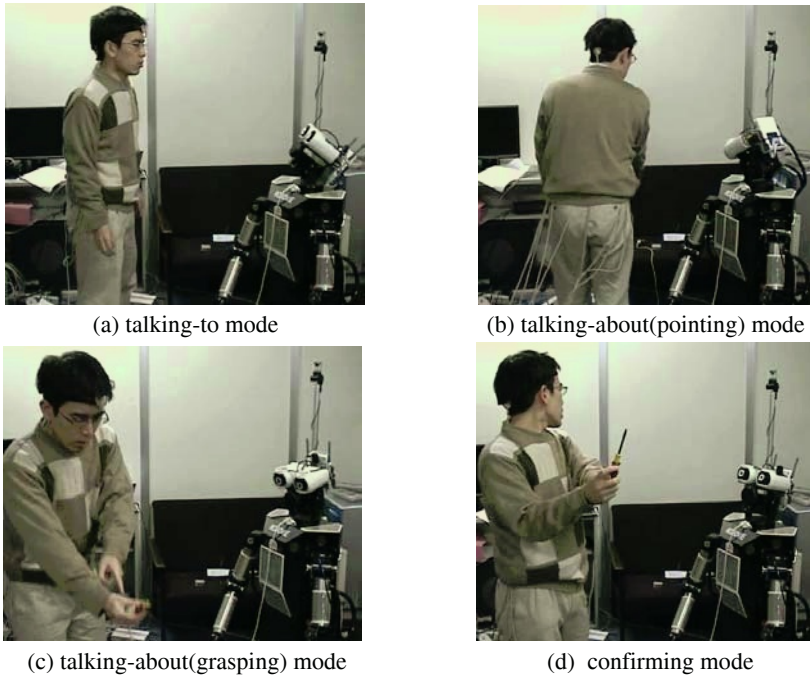 (a) talking-to mode
(b) talking-about(pointing) mode
(c) talking-about(grasping) mode
(d) confirming mode